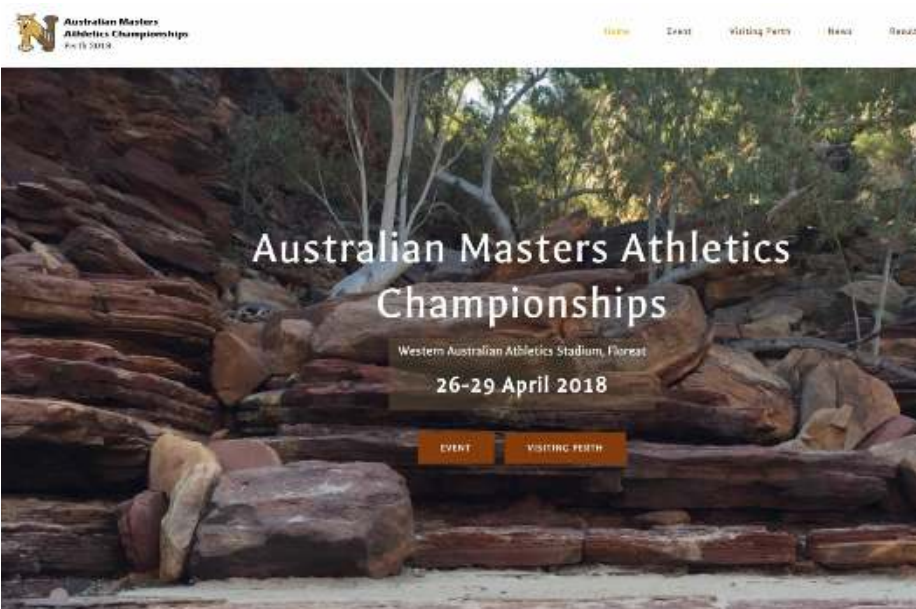 Australian Masters
Athletics Championships
Perth 2018
Home Event Visiting Perth News
Australian Masters Athletics
Championships
Western Australian Athletics Stadium, Floreat
26-29 April 2018
EVENT VISITING PERTH